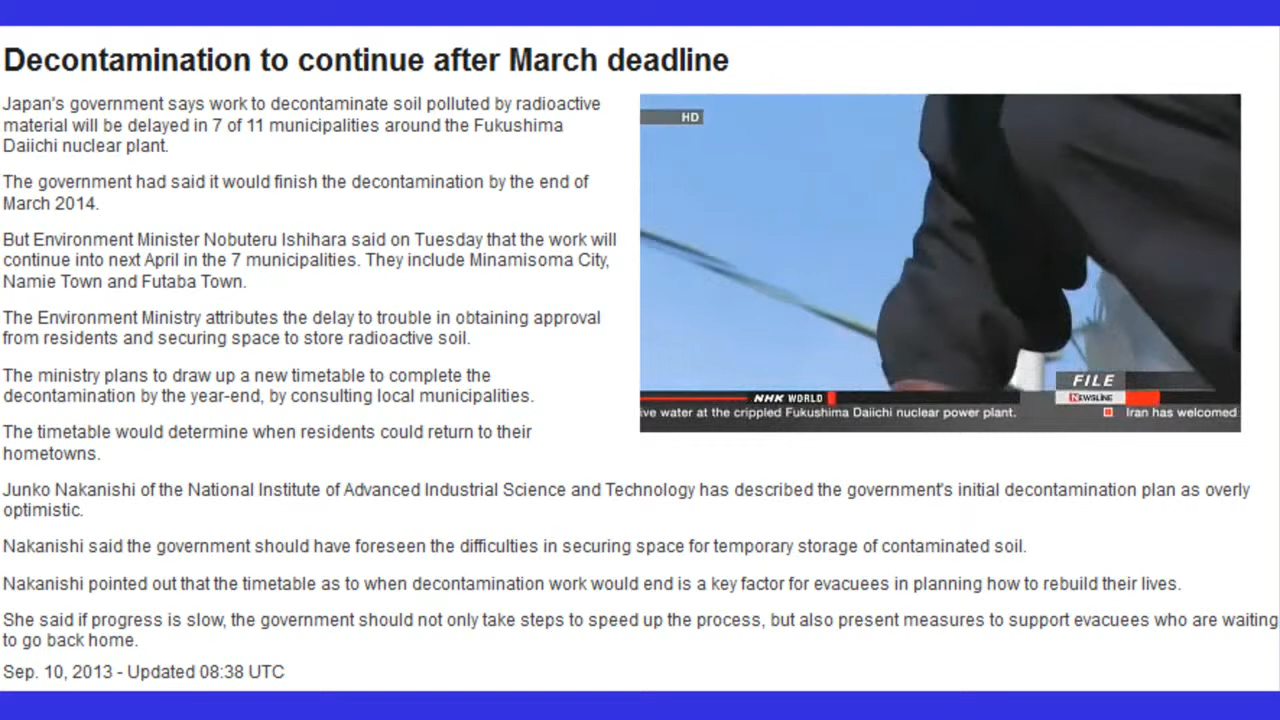 Decontamination to continue after March deadline
Japan's government says work to decontaminate soil polluted by radioactive
material will be delayed in 7 of 11 municipalities around the Fukushima
Daiichi nuclear plant.
The government had said it would finish the decontamination by the end of
March 2014.
But Environment Minister Nobuteru Ishihara said on Tuesday that the work will
continue into next April in the 7 municipalities. They include Minamisoma City,
Namie Town and Futaba Town.
The Environment Ministry attributes the delay to trouble in obtaining approval
from residents and securing space to store radioactive soil.
The ministry plans to draw up a new timetable to complete the
decontamination by the year-end, by consulting local municipalities.
The timetable would determine when residents could return to their
hometowns.
HD
FILE
NHK WORLD
NEWSLINE
ive water at the crippled Fukushima Daiichi nuclear power plant.
Iran has welcomed
Junko Nakanishi of the National Institute of Advanced Industrial Science and Technology has described the government's initial decontamination plan as overly
optimistic.
Nakanishi said the government should have foreseen the difficulties in securing space for temporary storage of contaminated soil.
Nakanishi pointed out that the timetable as to when decontamination work would end is a key factor for evacuees in planning how to rebuild their lives.
She said if progress is slow, the government should not only take steps to speed up the process, but also present measures to support evacuees who are waiting
to go back home.
Sep. 10, 2013 - Updated 08:38 UTC